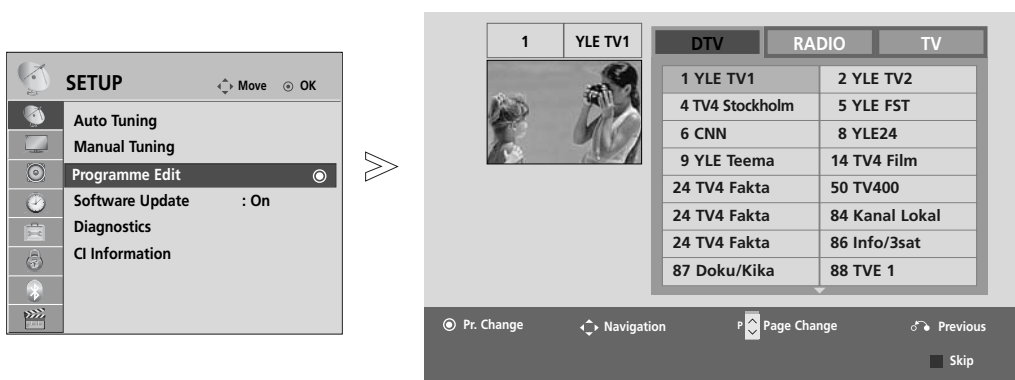 SETUP Move OK
Auto Tuning
Manual Tuning
Programme Edit
Software Update : On
Diagnostics
CI Information
1 YLE TV1
DTV RADIO TV
1 YLE TV1 2 YLE TV2
4 TV4 Stockholm 5 YLE FST
6 CNN 8 YLE24
9 YLE Teema 14 TV4 Film
24 TV4 Fakta 50 TV400
24 TV4 Fakta 84 Kanal Lokal
24 TV4 Fakta 86 Info/3sat
87 Doku/Kika 88 TVE 1
Pr. Change Navigation P Page Change Previous
Skip